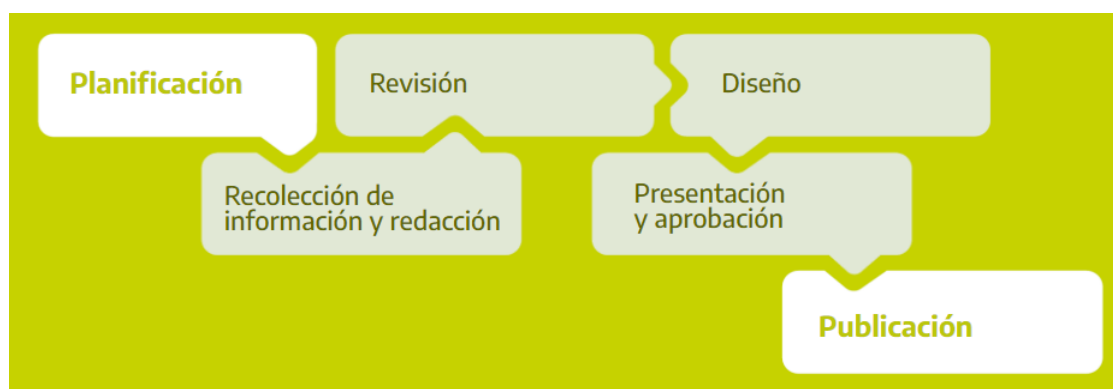 Planificación
Revisión
Diseño
Recolección de
información y redacción
Presentación
y aprobación
Publicación